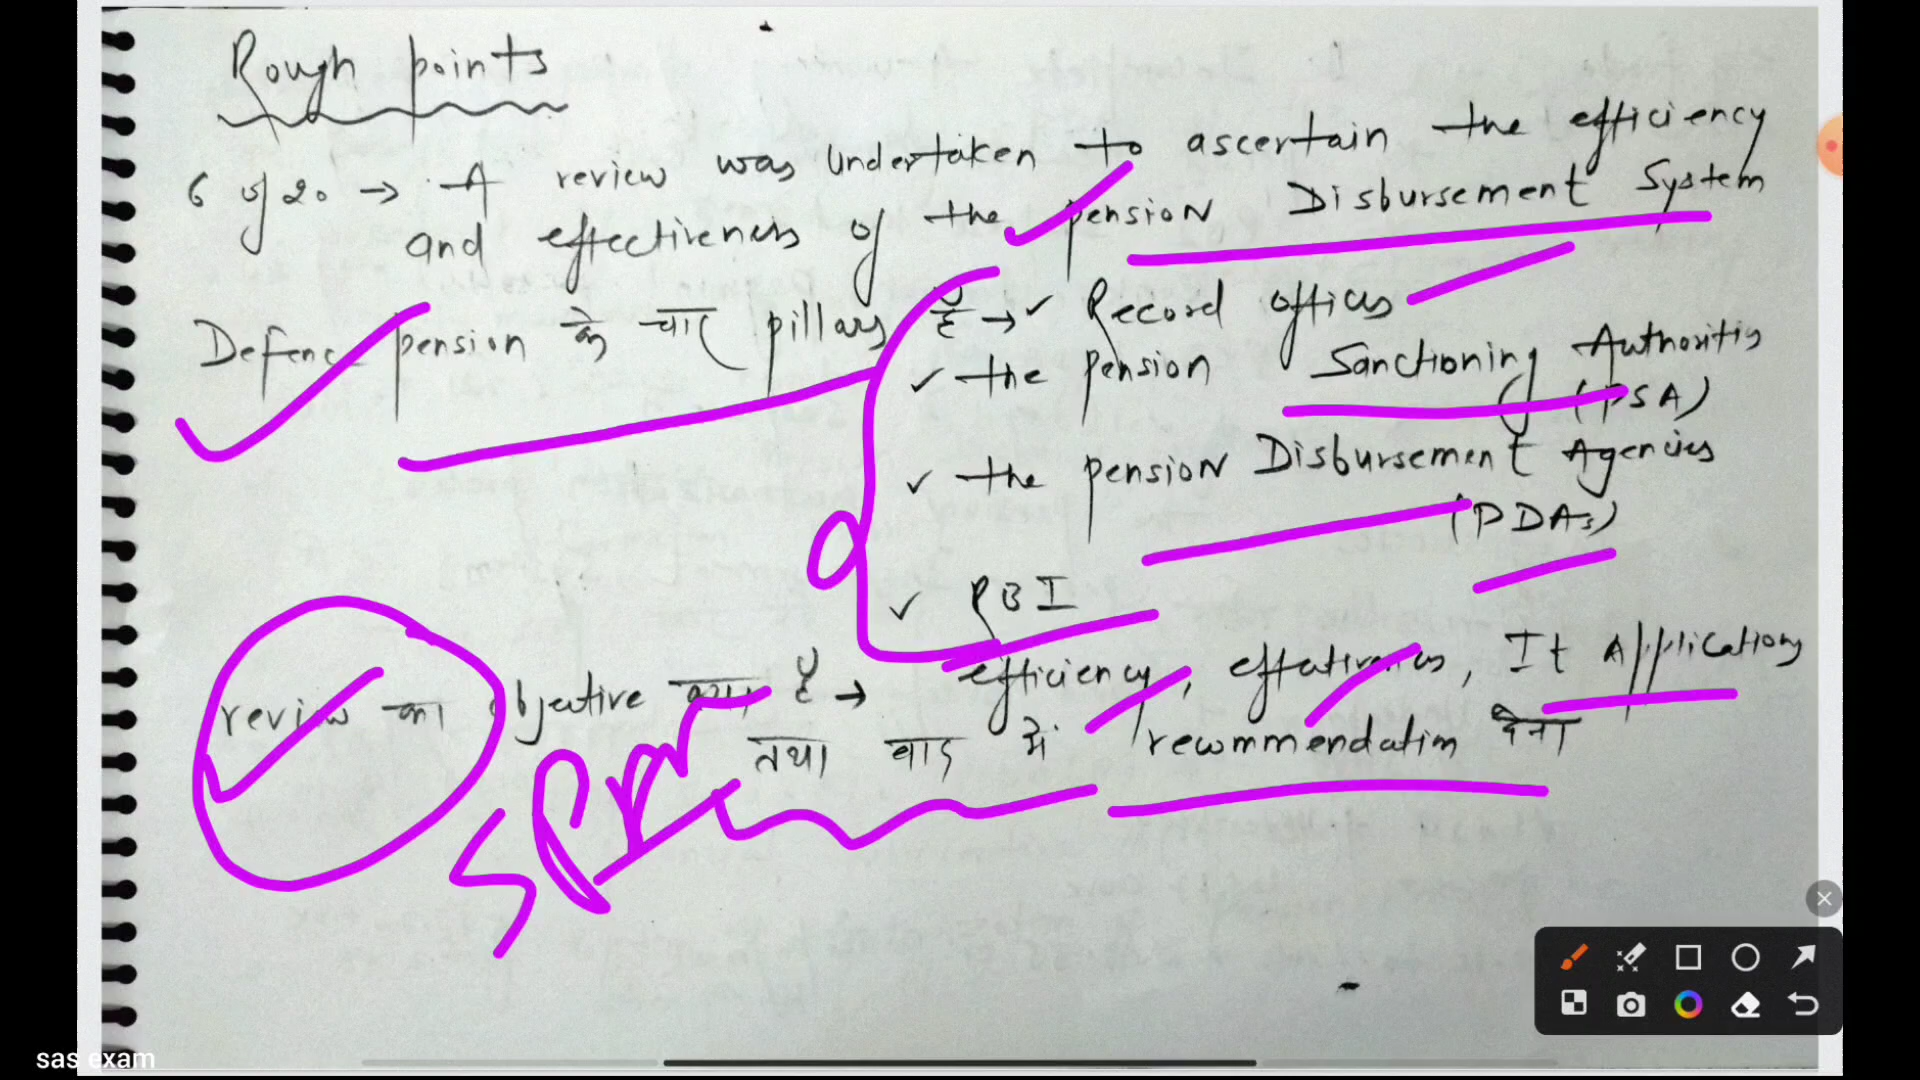 Rough points
6 of 20 → A review was Undertaken to ascertain the efficiency
and effectiveness of the pension Disbursement System
Defence pension के चार pillars है → ✓ Record offices
✓ the pension Sanctioning Authorities
(PSA)
✓ the pension Disbursement Agencies
(PDAs)
✓ RBI
review का objective क्या है → efficiency, effectiveness, It Applications
तथा बाद में recommendation देना
sas exam